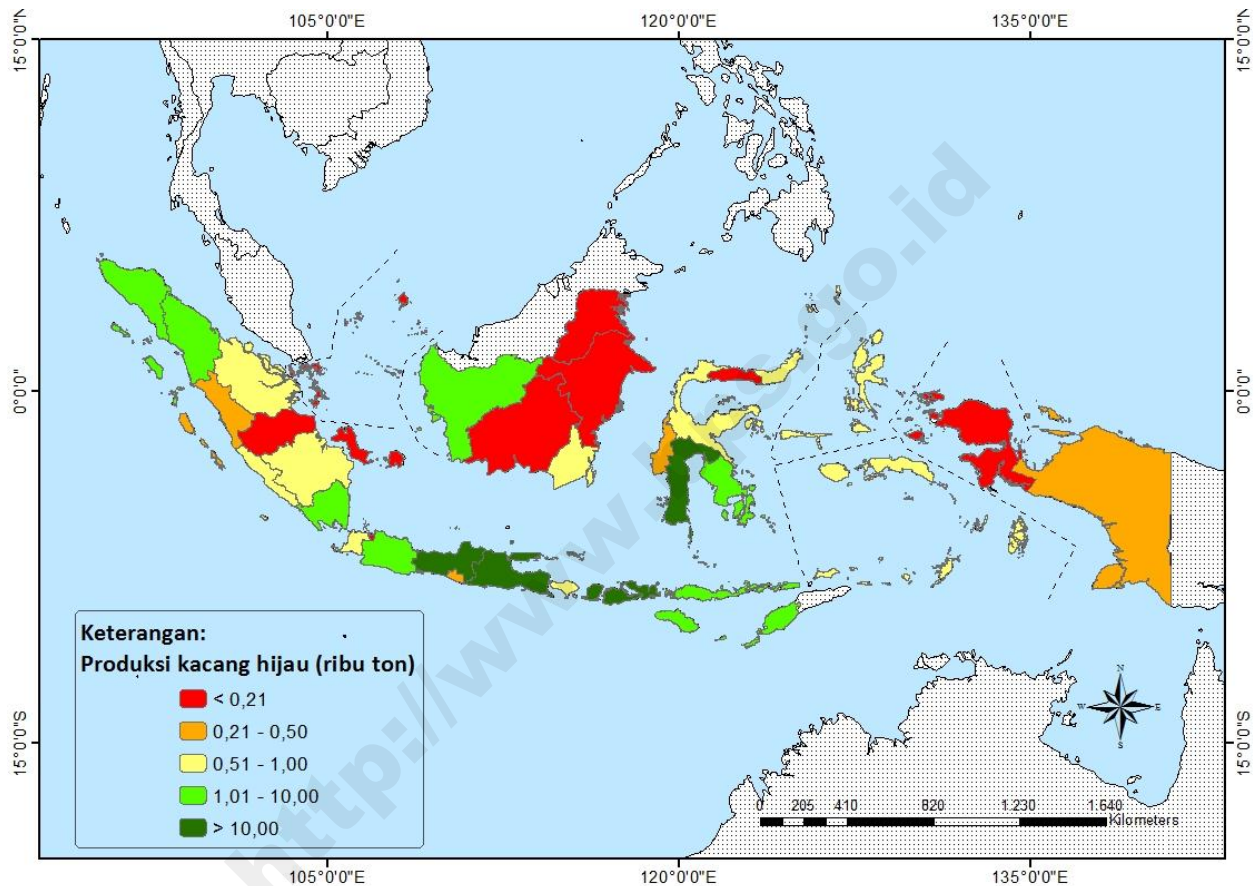 105°0'0"E 120°0'0"E 135°0'0"E
15°0'0"N 15°0'0"N
0°0'0" 0°0'0"
15°0'0"S 15°0'0"S
http://www.bps.go.id
Keterangan:
Produksi kacang hijau (ribu ton)
< 0,21
0,21 - 0,50
0,51 - 1,00
1,01 - 10,00
> 10,00
N
W E
S
0 205 410 820 1.230 1.640
Kilometers
105°0'0"E 120°0'0"E 135°0'0"E